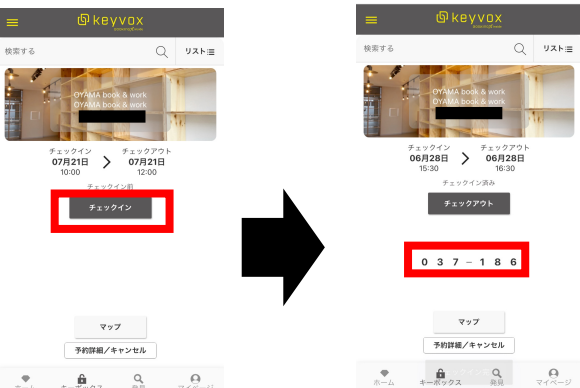 keyvox
検索する
リスト
OYAMA book & work
OYAMA book & work
チェックイン
チェックアウト
07月21日
07月21日
10:00
12:00
チェックイン前
チェックイン
マップ
予約詳細/キャンセル
ホーム
キーボックス
発見
マイページ
keyvox
検索する
リスト
OYAMA book & work
OYAMA book & work
チェックイン
チェックアウト
06月28日
06月28日
15:30
16:30
チェックイン済み
チェックアウト
037-186
マップ
予約詳細/キャンセル
ホーム
キーボックス
発見
マイページ